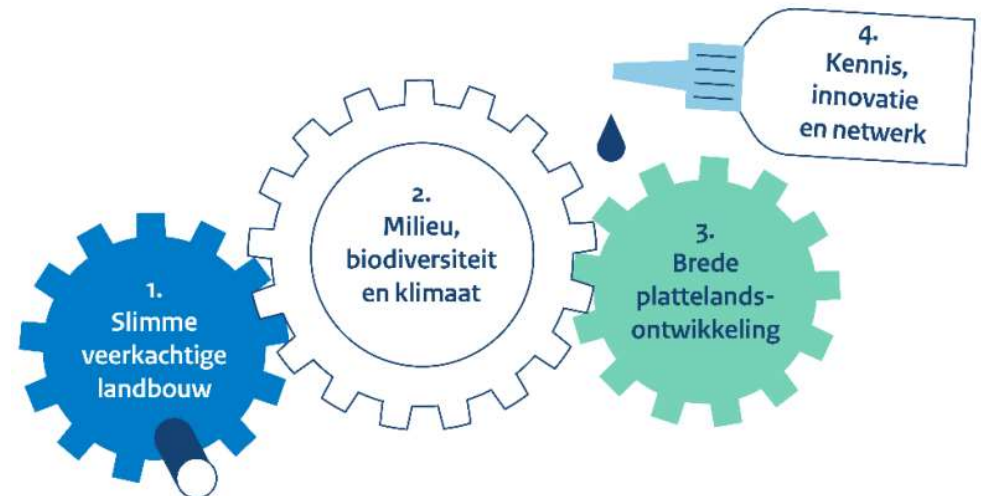 1.
Slimme
veerkachtige
landbouw
2.
Milieu,
biodiversiteit
en klimaat
3.
Brede
plattelands-
ontwikkeling
4.
Kennis,
innovatie
en netwerk